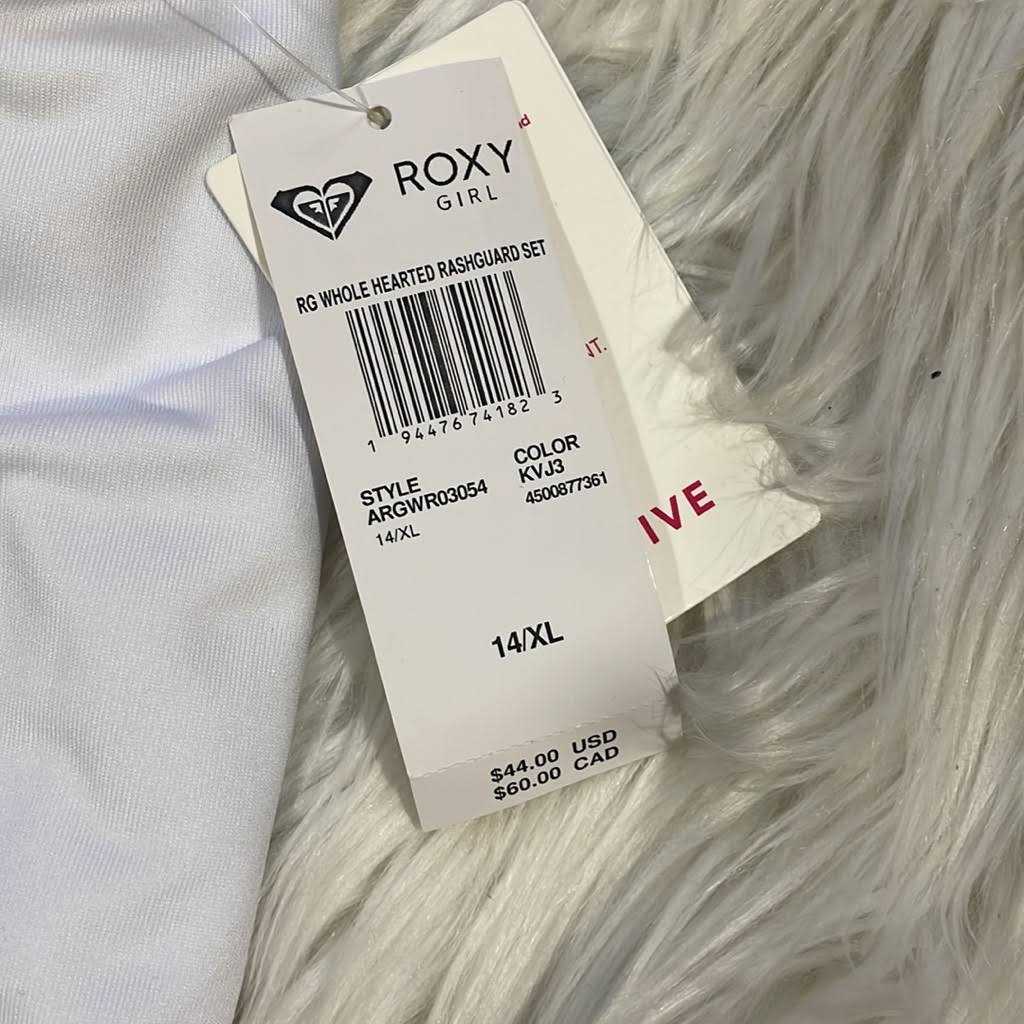 ROXY
GIRL
RG WHOLE HEARTED RASHGUARD SET
1 94476 74182 3
STYLE
ARGWR03054
14/XL
COLOR
KVJ3
4500877361
14/XL
$44.00 USD
$60.00 CAD